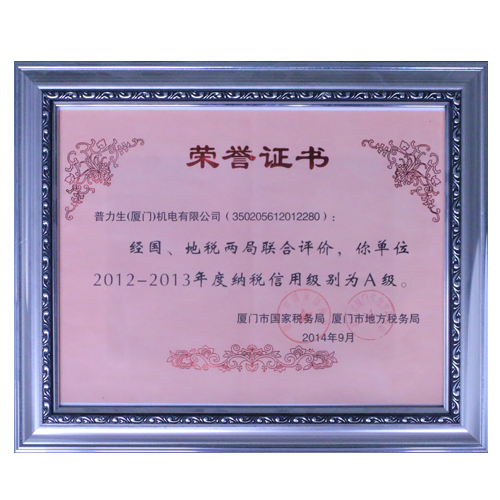 荣誉证书
普力生(厦门)机电有限公司（350205612012280）：
经国、地税两局联合评价，你单位
2012-2013年度纳税信用级别为A级。
厦门市国家税务局 厦门市地方税务局
2014年9月